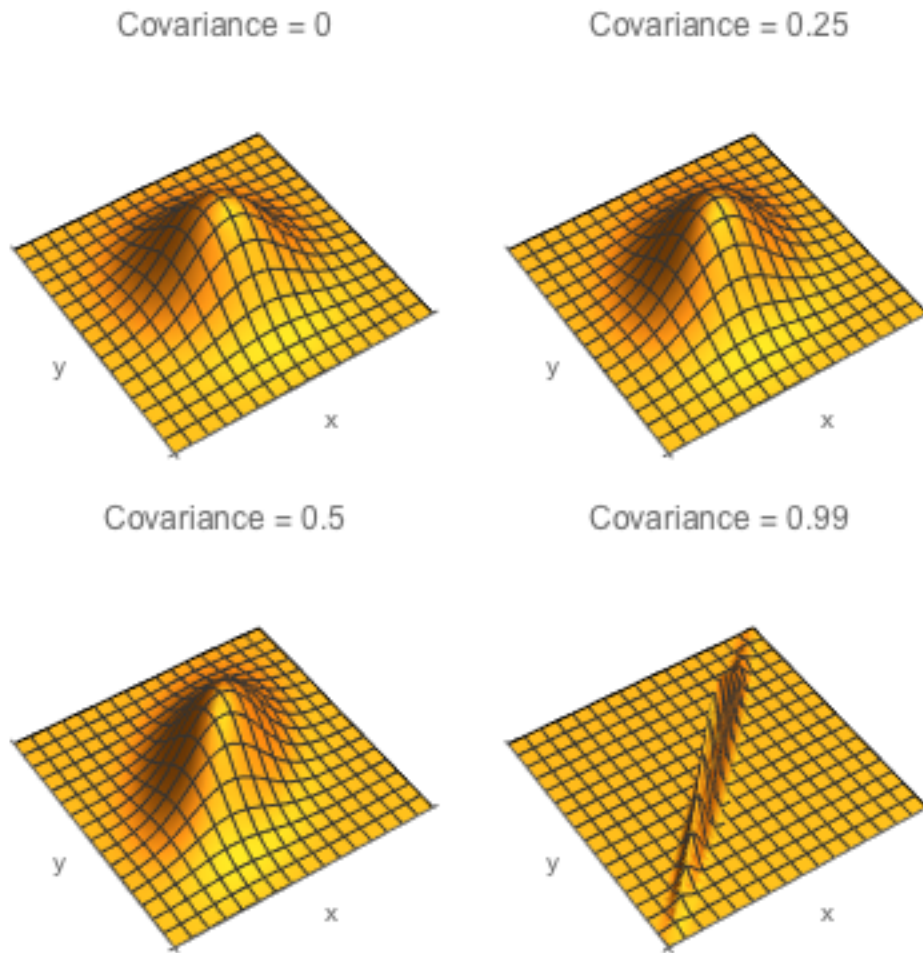 Covariance = 0
Covariance = 0.25
y
x
y
x
Covariance = 0.5
Covariance = 0.99
y
x
y
x